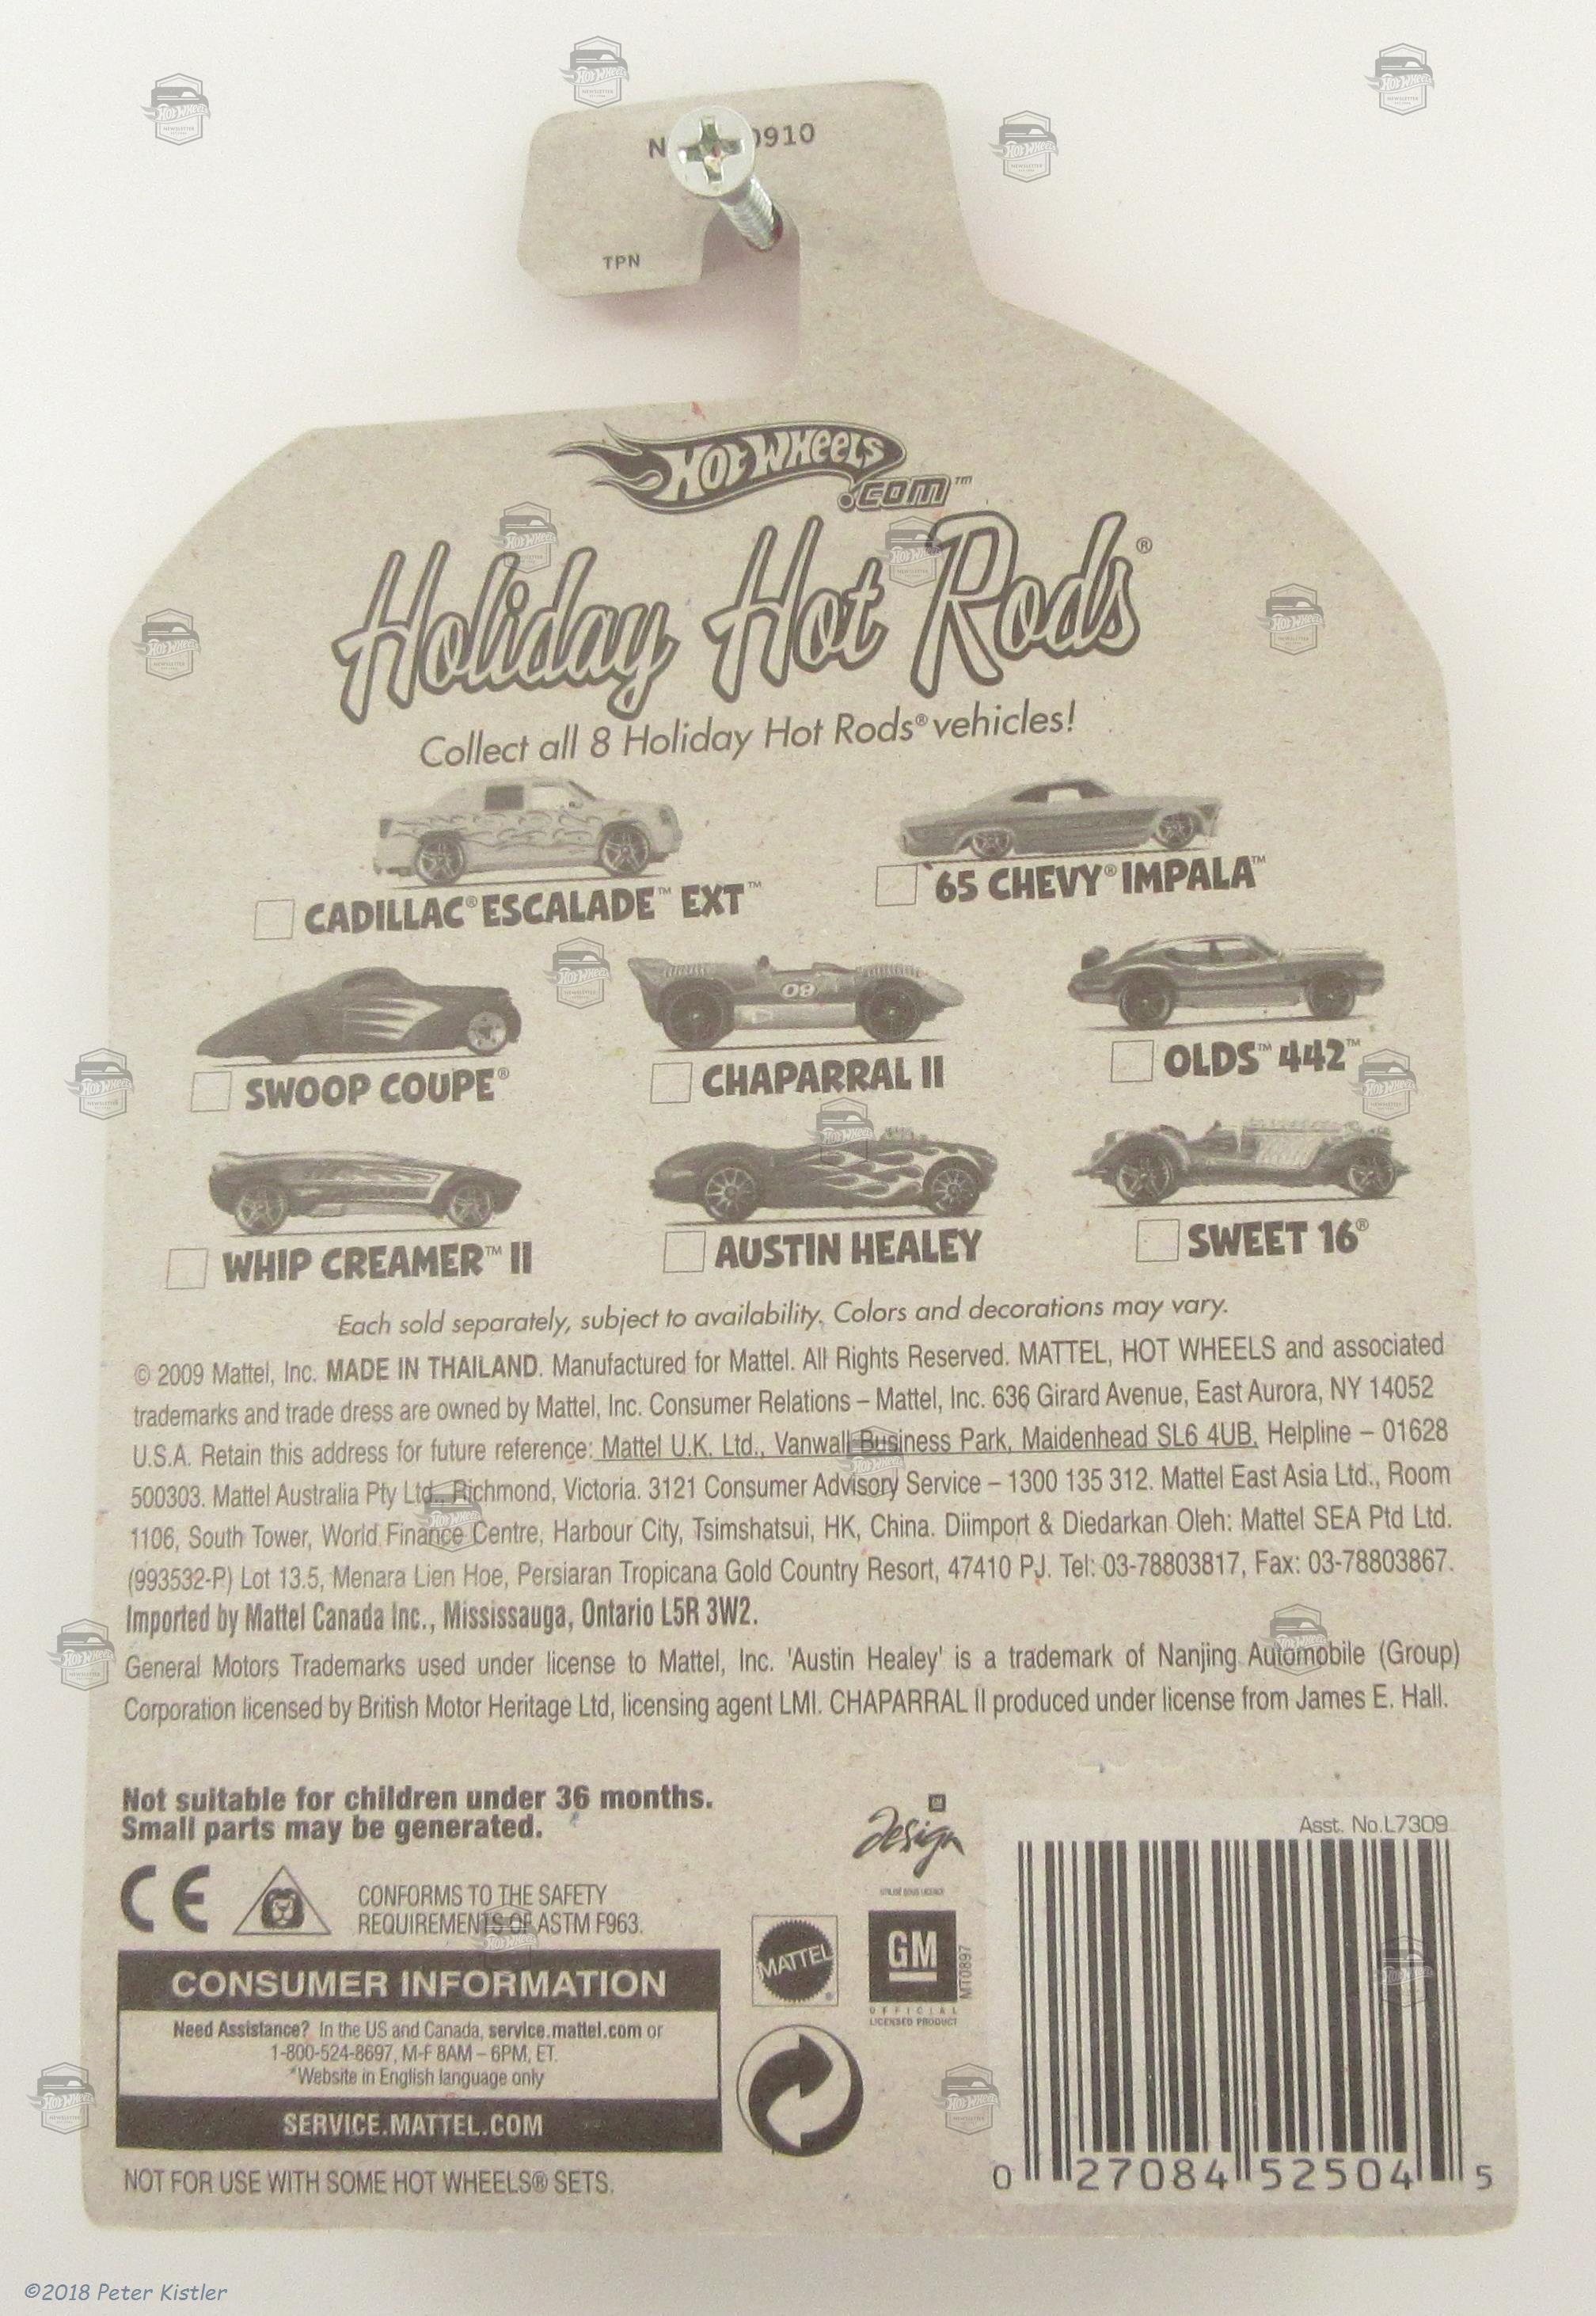 N 0910
TPN
Hot Wheels
.com™
Holiday Hot Rods®
Collect all 8 Holiday Hot Rods® vehicles!
CADILLAC® ESCALADE™ EXT™
'65 CHEVY® IMPALA™
09
SWOOP COUPE®
CHAPARRAL II
OLDS™ 442™
WHIP CREAMER™ II
AUSTIN HEALEY
SWEET 16®
Each sold separately, subject to availability. Colors and decorations may vary.
© 2009 Mattel, Inc. MADE IN THAILAND. Manufactured for Mattel. All Rights Reserved. MATTEL, HOT WHEELS and associated
trademarks and trade dress are owned by Mattel, Inc. Consumer Relations – Mattel, Inc. 636 Girard Avenue, East Aurora, NY 14052
U.S.A. Retain this address for future reference: Mattel U.K. Ltd., Vanwall Business Park, Maidenhead SL6 4UB, Helpline – 01628
500303. Mattel Australia Pty Ltd., Richmond, Victoria. 3121 Consumer Advisory Service – 1300 135 312. Mattel East Asia Ltd., Room
1106, South Tower, World Finance Centre, Harbour City, Tsimshatsui, HK, China. Diimport & Diedarkan Oleh: Mattel SEA Ptd Ltd.
(993532-P) Lot 13.5, Menara Lien Hoe, Persiaran Tropicana Gold Country Resort, 47410 PJ. Tel: 03-78803817, Fax: 03-78803867.
Imported by Mattel Canada Inc., Mississauga, Ontario L5R 3W2.
General Motors Trademarks used under license to Mattel, Inc. 'Austin Healey' is a trademark of Nanjing Automobile (Group)
Corporation licensed by British Motor Heritage Ltd, licensing agent LMI. CHAPARRAL II produced under license from James E. Hall.
Not suitable for children under 36 months.
Small parts may be generated.
CE
CONFORMS TO THE SAFETY
REQUIREMENTS OF ASTM F963.
CONSUMER INFORMATION
Need Assistance? In the US and Canada, service.mattel.com or
1-800-524-8697, M-F 8AM – 6PM, ET.
*Website in English language only
SERVICE.MATTEL.COM
NOT FOR USE WITH SOME HOT WHEELS® SETS.
GM
Design
UTILISÉ SOUS LICENCE
MATTEL®
GM
OFFICIAL
LICENSED PRODUCT
MT0897
Asst. No.L7309
0 27084 52504 5
©2018 Peter Kistler